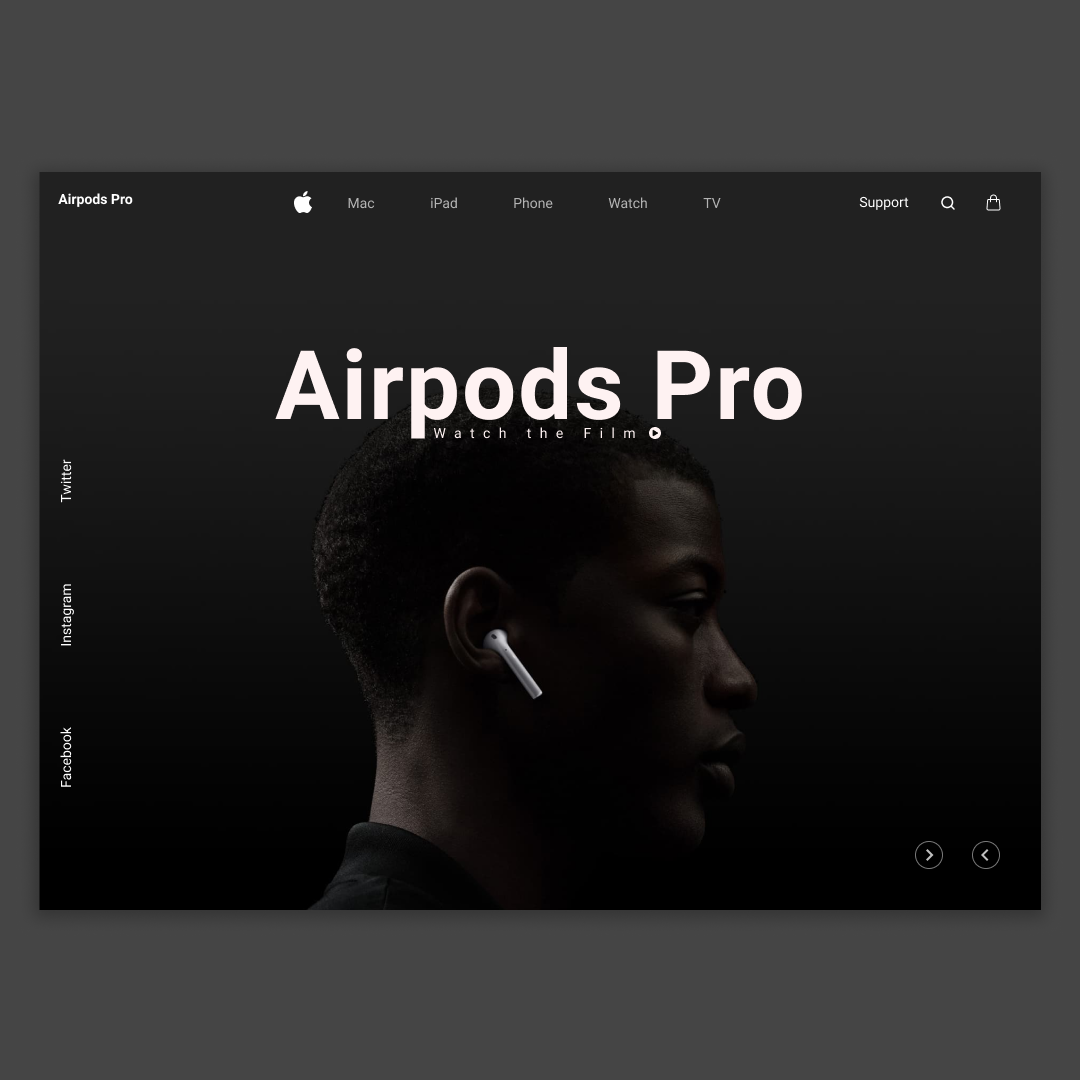 Airpods Pro
Mac iPad Phone Watch TV
Support
Airpods Pro
Watch the Film
Twitter
Instagram
Facebook